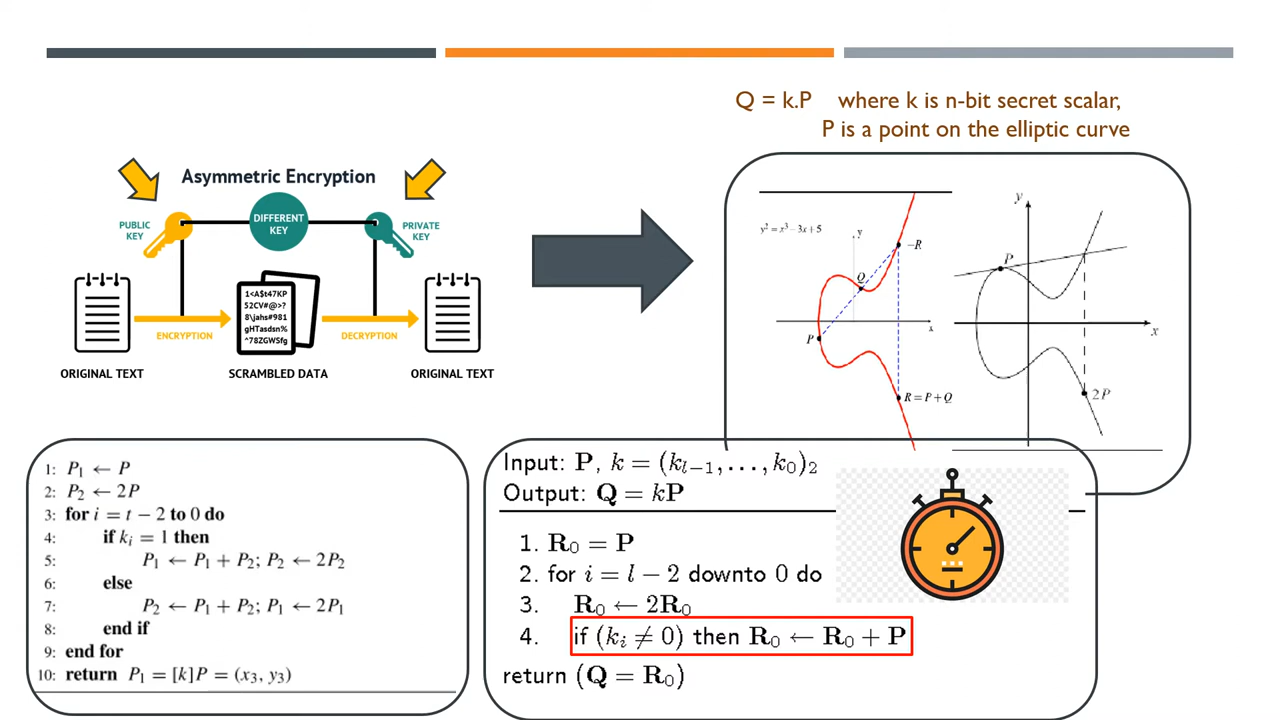 Q = k.P where k is n-bit secret scalar,
P is a point on the elliptic curve
Asymmetric Encryption
PUBLIC
KEY
DIFFERENT
KEY
PRIVATE
KEY
1<A$t47KP
52CV#@>?
8\jahs#981
gHTasdsn%
^78ZGWSfg
ENCRYPTION
DECRYPTION
ORIGINAL TEXT
SCRAMBLED DATA
ORIGINAL TEXT
y² = x³ − 3x + 5
y
−R
Q
x
P
R = P + Q
y
P
x
2P
1: P₁ ← P
2: P₂ ← 2P
3: for i = t − 2 to 0 do
4: if kᵢ = 1 then
5: P₁ ← P₁ + P₂; P₂ ← 2P₂
6: else
7: P₂ ← P₁ + P₂; P₁ ← 2P₁
8: end if
9: end for
10: return P₁ = [k]P = (x₃, y₃)
Input: P, k = (kₗ₋₁, . . . , k₀)₂
Output: Q = kP
1. R₀ = P
2. for i = l − 2 downto 0 do
3. R₀ ← 2R₀
4. if (kᵢ ≠ 0) then R₀ ← R₀ + P
return (Q = R₀)